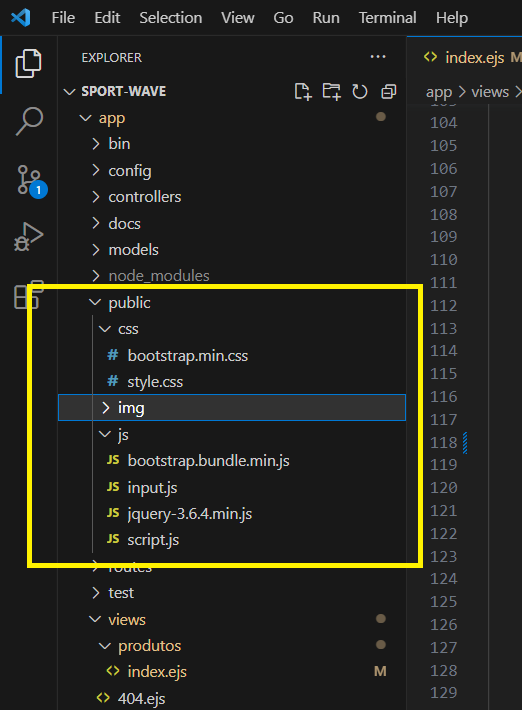 File Edit Selection View Go Run Terminal Help
EXPLORER
index.ejs M
SPORT-WAVE
app > views >
app
bin
config
controllers
docs
models
node_modules
public
css
# bootstrap.min.css
# style.css
img
js
JS bootstrap.bundle.min.js
JS input.js
JS jquery-3.6.4.min.js
JS script.js
routes
test
views
produtos
index.ejs M
404.ejs
1
103
104
105
106
107
108
109
110
111
112
113
114
115
116
117
118
119
120
121
122
123
124
125
126
127
128
129